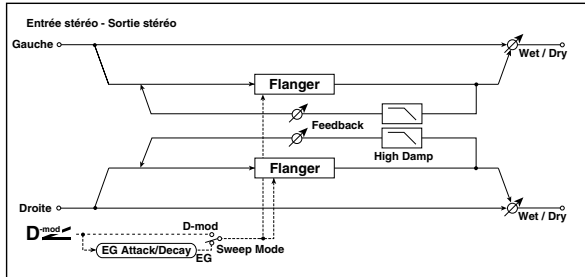 Entrée stéréo - Sortie stéréo
Gauche
Wet / Dry
Flanger
Feedback
High Damp
Flanger
Droite
Wet / Dry
D-mod
D-mod
EG Attack/Decay
EG
Sweep Mode